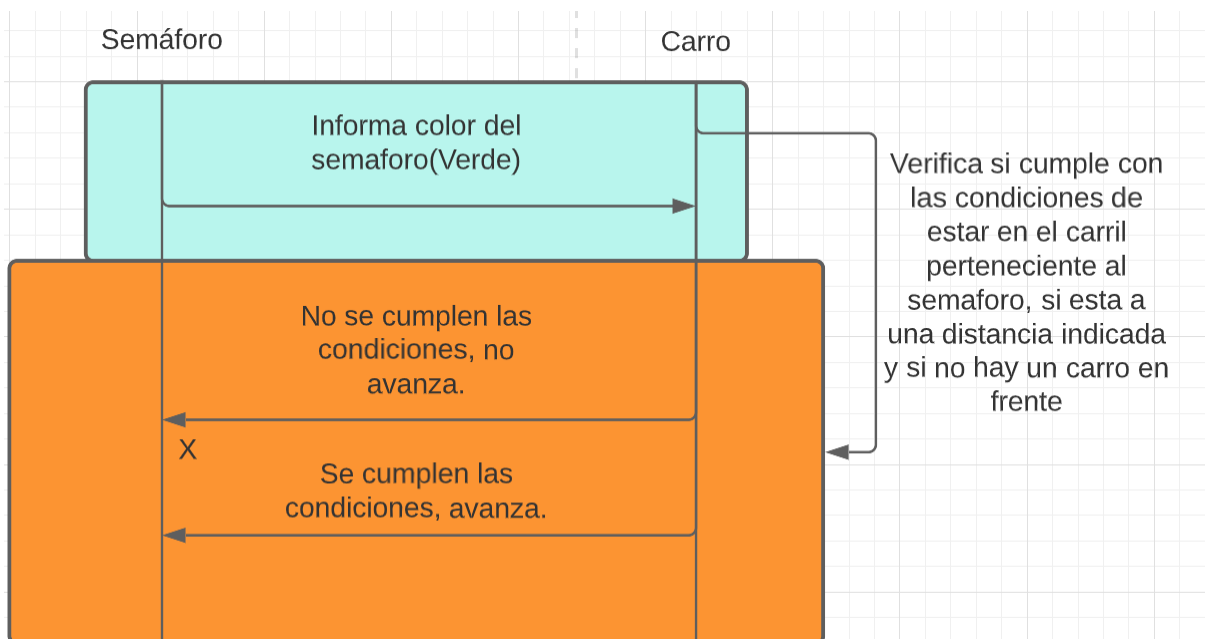 Semáforo
Carro
Informa color del
semaforo(Verde)
Verifica si cumple con
las condiciones de
estar en el carril
perteneciente al
semaforo, si esta a
una distancia indicada
y si no hay un carro en
frente
No se cumplen las
condiciones, no
avanza.
X
Se cumplen las
condiciones, avanza.